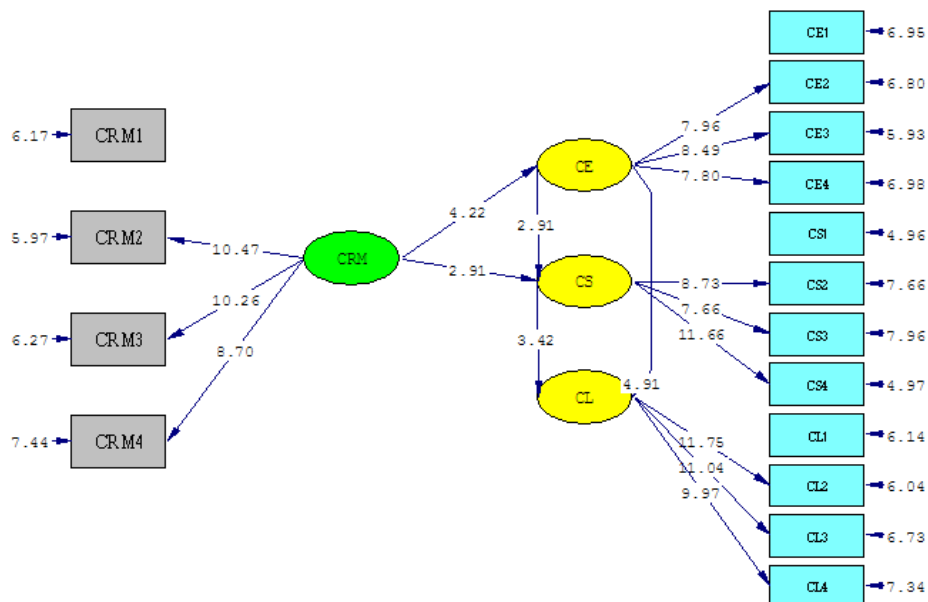 CE1 6.95
CE2 6.80
7.96
6.17 CRM1
CE3 5.93
8.49
CE
7.80
CE4 6.98
4.22
2.91
CS1 4.96
5.97 CRM2
10.47
CRM
2.91
CS
8.73
CS2 7.66
7.66
10.26
11.66
CS3 7.96
6.27 CRM3
8.70
3.42
CS4 4.97
4.91
CL
7.44 CRM4
11.75
CL1 6.14
11.04
CL2 6.04
9.97
CL3 6.73
CL4 7.34